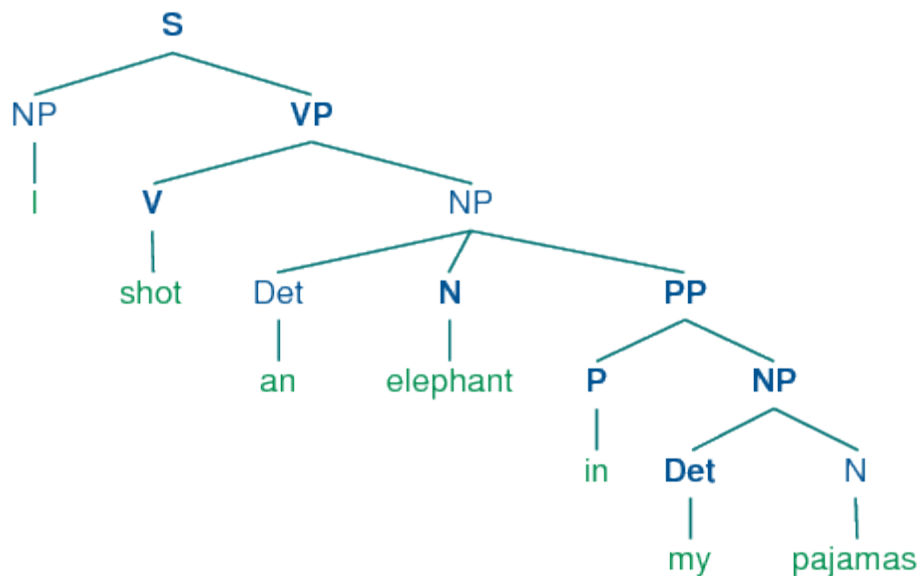 S
NP VP
I V NP
shot Det N PP
an elephant P NP
in Det N
my pajamas